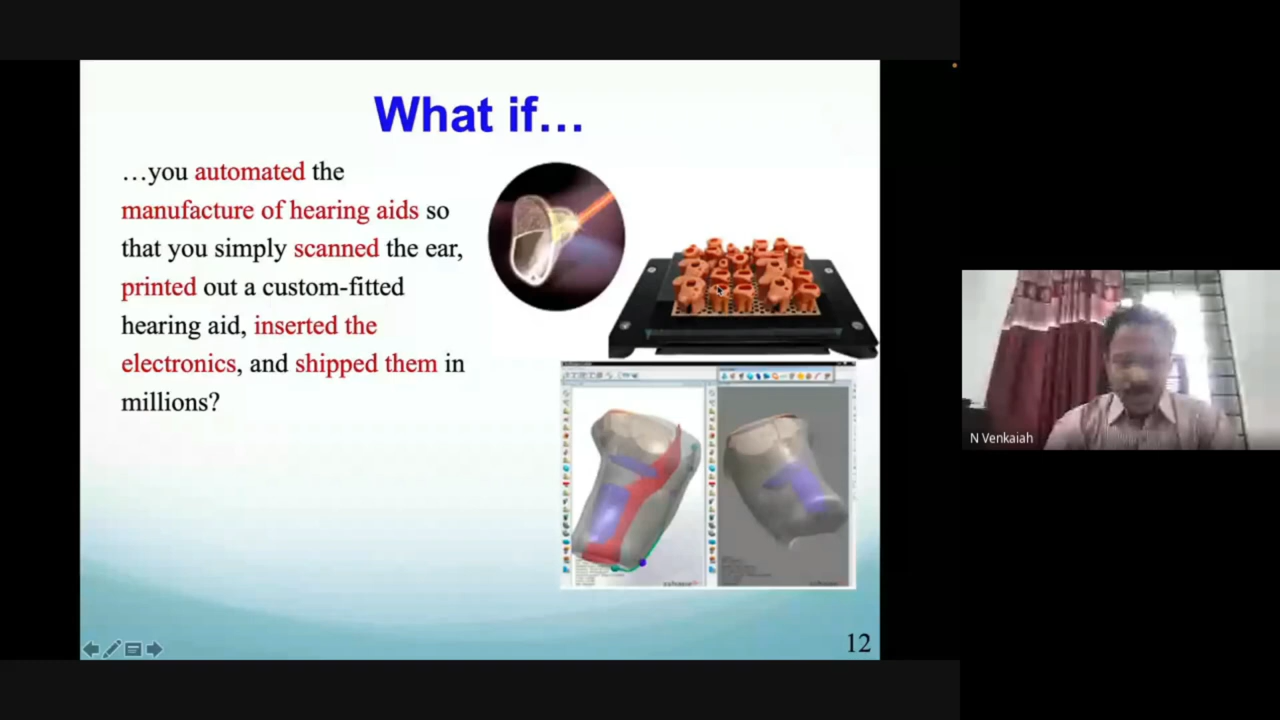 What if…
…you automated the
manufacture of hearing aids so
that you simply scanned the ear,
printed out a custom-fitted
hearing aid, inserted the
electronics, and shipped them in
millions?
12
N Venkaiah